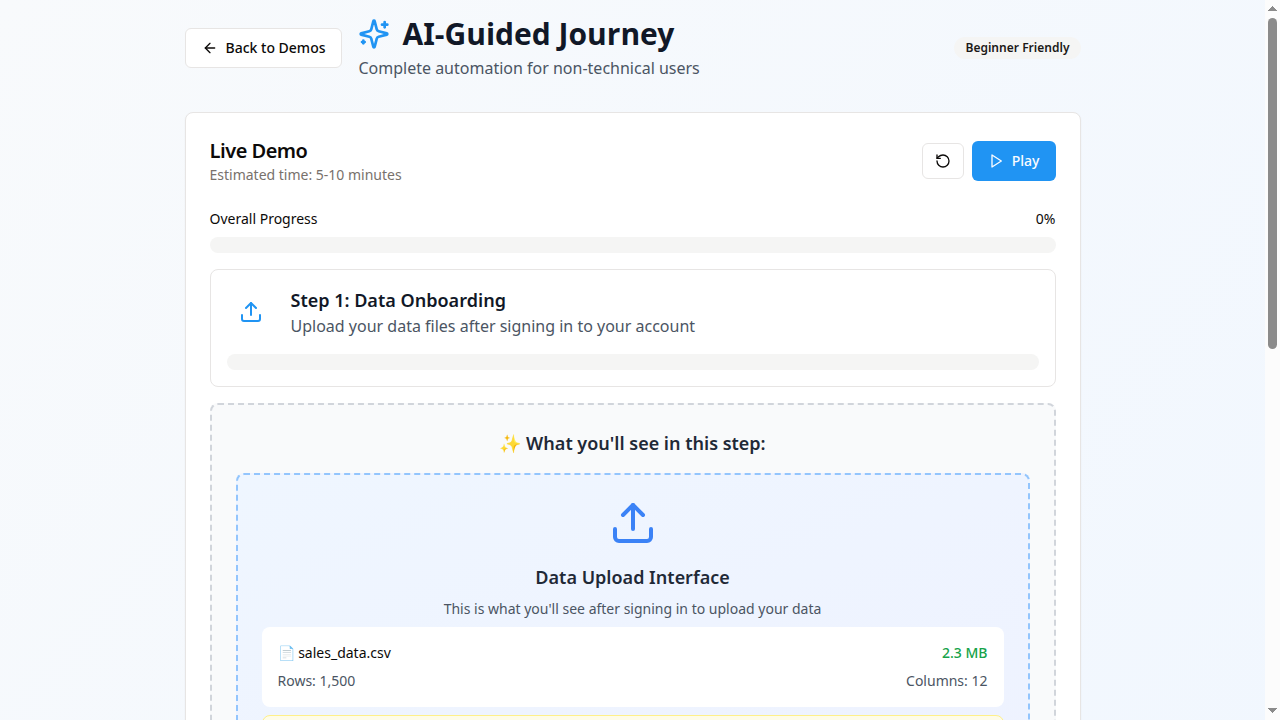 Back to Demos
AI-Guided Journey
Complete automation for non-technical users
Beginner Friendly
Live Demo
Estimated time: 5-10 minutes
Play
Overall Progress
0%
Step 1: Data Onboarding
Upload your data files after signing in to your account
✨ What you'll see in this step:
Data Upload Interface
This is what you'll see after signing in to upload your data
📄 sales_data.csv
2.3 MB
Rows: 1,500
Columns: 12